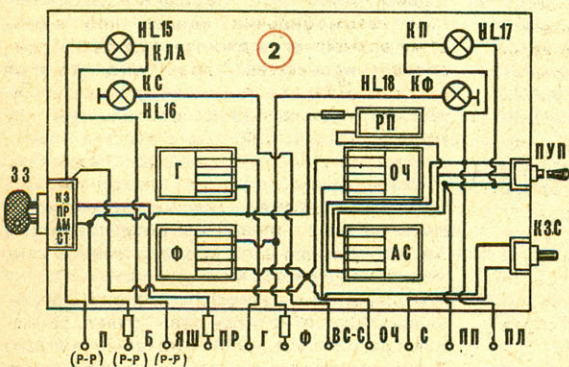 HL15 КЛА 2 КП HL17
КС HL18 КФ
HL16
РП
Г ОЧ ПУП
ЗЗ
КЗ
ПР
АМ
СТ
Ф АС КЗ.С
П Б ЯШ ПР Г Ф ВС-С ОЧ С ПП ПЛ
(Р-Р) (Р-Р) (Р-Р)